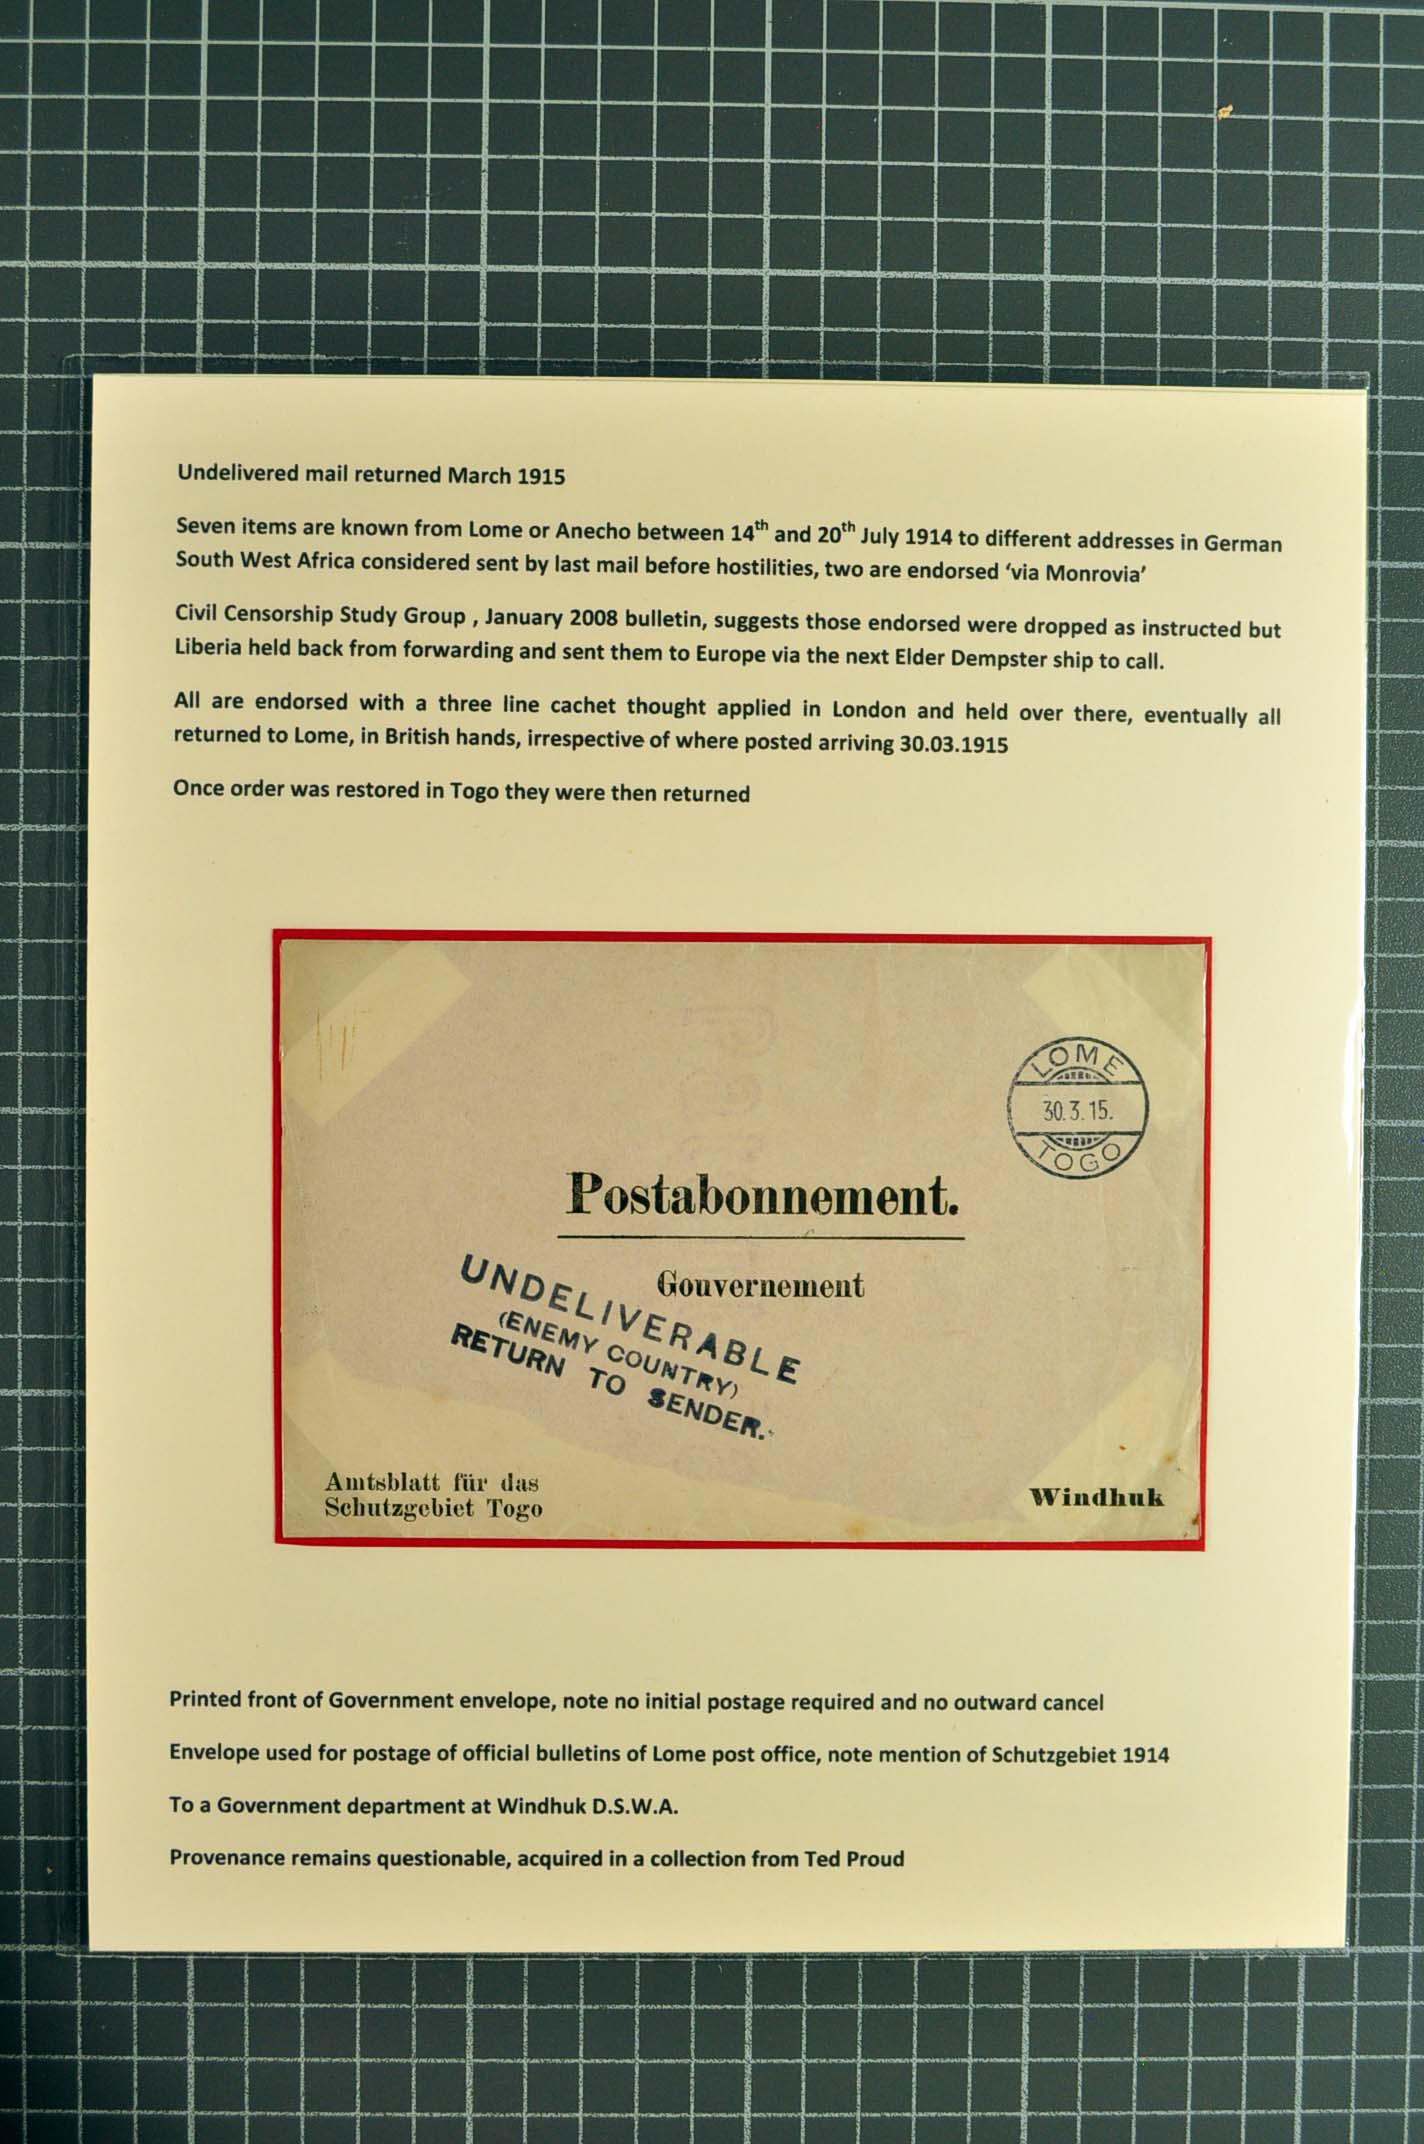 Undelivered mail returned March 1915
Seven items are known from Lome or Anecho between 14th and 20th July 1914 to different addresses in German
South West Africa considered sent by last mail before hostilities, two are endorsed ‘via Monrovia’
Civil Censorship Study Group , January 2008 bulletin, suggests those endorsed were dropped as instructed but
Liberia held back from forwarding and sent them to Europe via the next Elder Dempster ship to call.
All are endorsed with a three line cachet thought applied in London and held over there, eventually all
returned to Lome, in British hands, irrespective of where posted arriving 30.03.1915
Once order was restored in Togo they were then returned
LOME
30.3.15.
TOGO
Postabonnement.
Gouvernement
UNDELIVERABLE
(ENEMY COUNTRY)
RETURN TO SENDER.
Amtsblatt für das
Schutzgebiet Togo
Windhuk
Printed front of Government envelope, note no initial postage required and no outward cancel
Envelope used for postage of official bulletins of Lome post office, note mention of Schutzgebiet 1914
To a Government department at Windhuk D.S.W.A.
Provenance remains questionable, acquired in a collection from Ted Proud